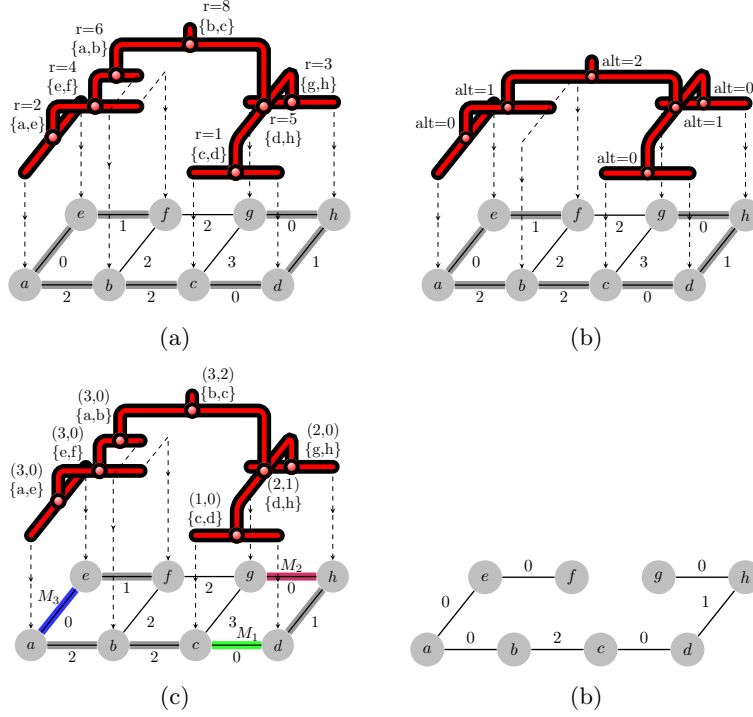 r=8
{b,c}
r=6
{a,b}
r=4
{e,f}
r=2
{a,e}
r=3
{g,h}
r=5
{d,h}
r=1
{c,d}
e 1 f 2 g 0 h
0 2 3 1
a 2 b 2 c 0 d
(a)
alt=2
alt=1
alt=0
alt=0
alt=1
alt=0
e 1 f 2 g 0 h
0 2 3 1
a 2 b 2 c 0 d
(b)
(3,2)
{b,c}
(3,0)
{a,b}
(3,0)
{e,f}
(3,0)
{a,e}
(2,0)
{g,h}
(2,1)
{d,h}
(1,0)
{c,d}
M2
e 1 f 2 g 0 h
M3 0 2 3 1
M1
a 2 b 2 c 0 d
(c)
e 0 f g 0 h
0 1
a 0 b 2 c 0 d
(b)